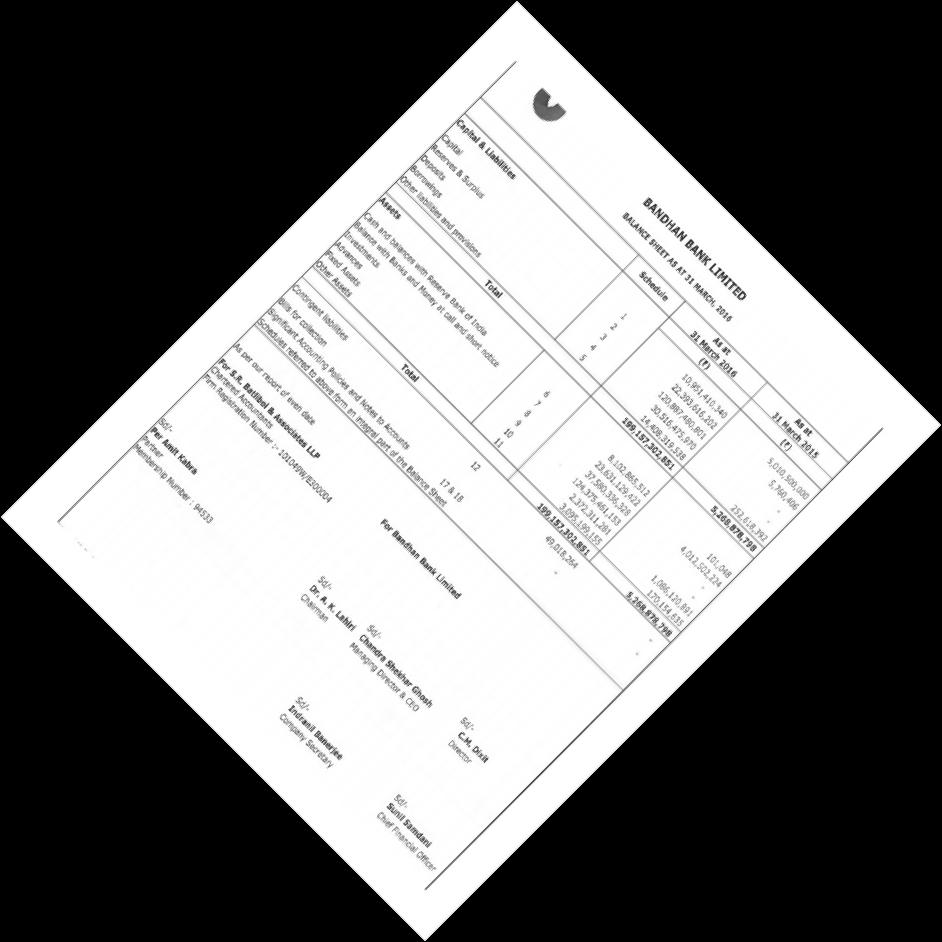 BANDHAN BANK LIMITED
BALANCE SHEET AS AT 31 MARCH, 2016
Schedule As at 31 March 2016 (₹) As at 31 March 2015 (₹)
Capital & Liabilities
Capital 1 10,951,410,340 5,010,500,000
Reserves & Surplus 2 22,393,616,202 5,760,406
Deposits 3 120,887,480,801 -
Borrowings 4 30,516,475,970 -
Other liabilities and provisions 5 14,408,319,538 252,618,392
Total 199,157,302,851 5,268,878,798
Assets
Cash and balances with Reserve Bank of India 6 8,102,865,512 101,048
Balance with Banks and Money at call and short notice 7 23,631,129,422 4,012,502,224
Investments 8 37,580,336,328 -
Advances 9 124,375,461,153 -
Fixed Assets 10 2,372,311,281 1,086,120,891
Other Assets 11 3,095,199,155 170,154,635
Total 199,157,302,851 5,268,878,798
Contingent liabilities 12 49,018,264 -
Bills for collection - -
Significant Accounting Policies and Notes to Accounts 17 & 18
Schedules referred to above form an integral part of the Balance Sheet
As per our report of even date
For S.R. Batliboi & Associates LLP
Chartered Accountants
Firm Registration Number :- 101049W/E300004
For Bandhan Bank Limited
Sd/-
Per Amit Kabra
Partner
Membership Number : 94533
Sd/-
Dr. A. K. Lahiri
Chairman
Sd/-
Chandra Shekhar Ghosh
Managing Director & CEO
Sd/-
C.M. Dixit
Director
Sd/-
Indranil Banerjee
Company Secretary
Sd/-
Sunil Samdani
Chief Financial Officer